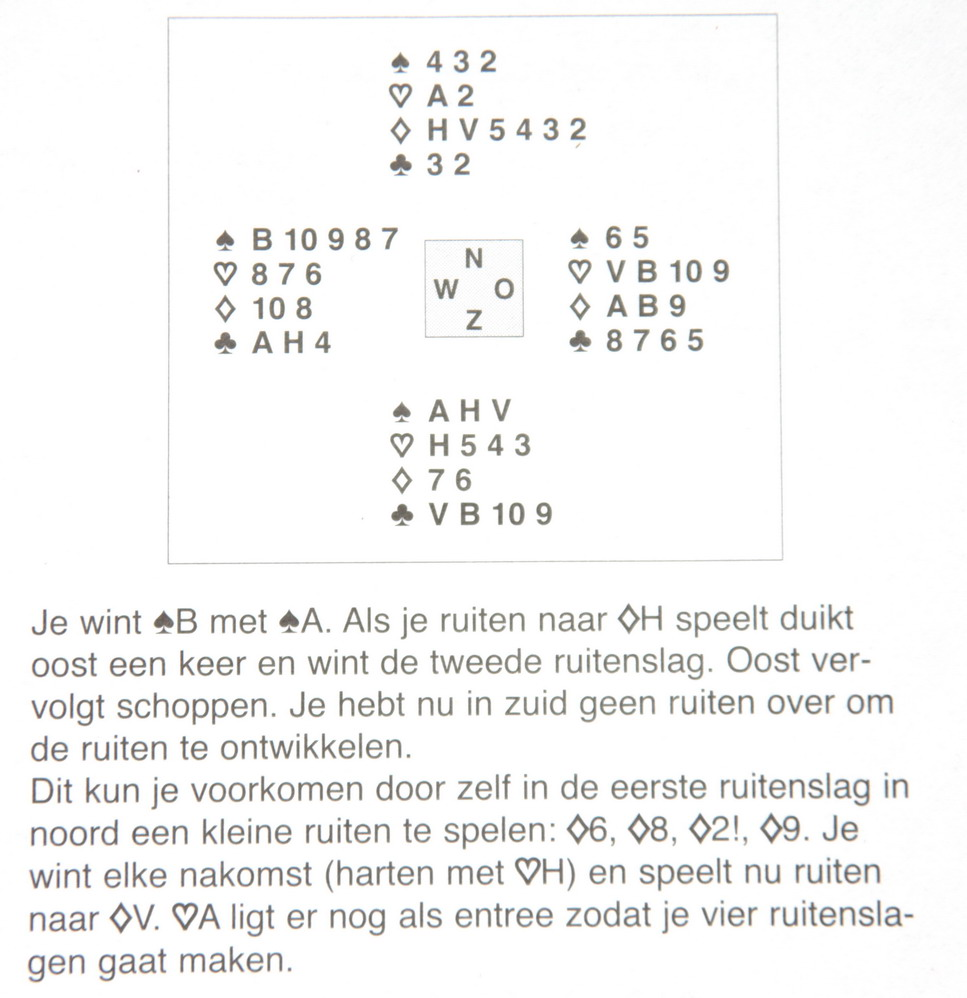 ♠ 4 3 2
♡ A 2
♢ H V 5 4 3 2
♣ 3 2
♠ B 10 9 8 7
♡ 8 7 6
♢ 10 8
♣ A H 4
N
W O
Z
♠ 6 5
♡ V B 10 9
♢ A B 9
♣ 8 7 6 5
♠ A H V
♡ H 5 4 3
♢ 7 6
♣ V B 10 9
Je wint ♠B met ♠A. Als je ruiten naar ♢H speelt duikt
oost een keer en wint de tweede ruitenslag. Oost ver-
volgt schoppen. Je hebt nu in zuid geen ruiten over om
de ruiten te ontwikkelen.
Dit kun je voorkomen door zelf in de eerste ruitenslag in
noord een kleine ruiten te spelen: ♢6, ♢8, ♢2!, ♢9. Je
wint elke nakomst (harten met ♡H) en speelt nu ruiten
naar ♢V. ♡A ligt er nog als entree zodat je vier ruitensla-
gen gaat maken.